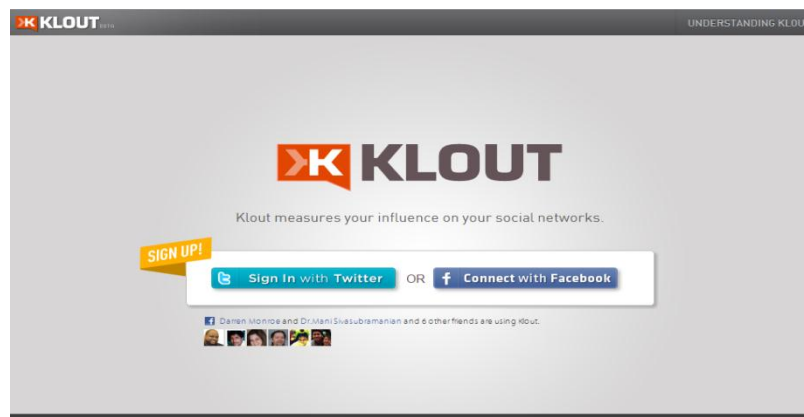 KLOUT BETA
UNDERSTANDING KLOU
KLOUT
Klout measures your influence on your social networks.
SIGN UP!
Sign In with Twitter OR f Connect with Facebook
Darren Monroe and Dr.Mani Sivasubramanian and 6 other friends are using Klout.